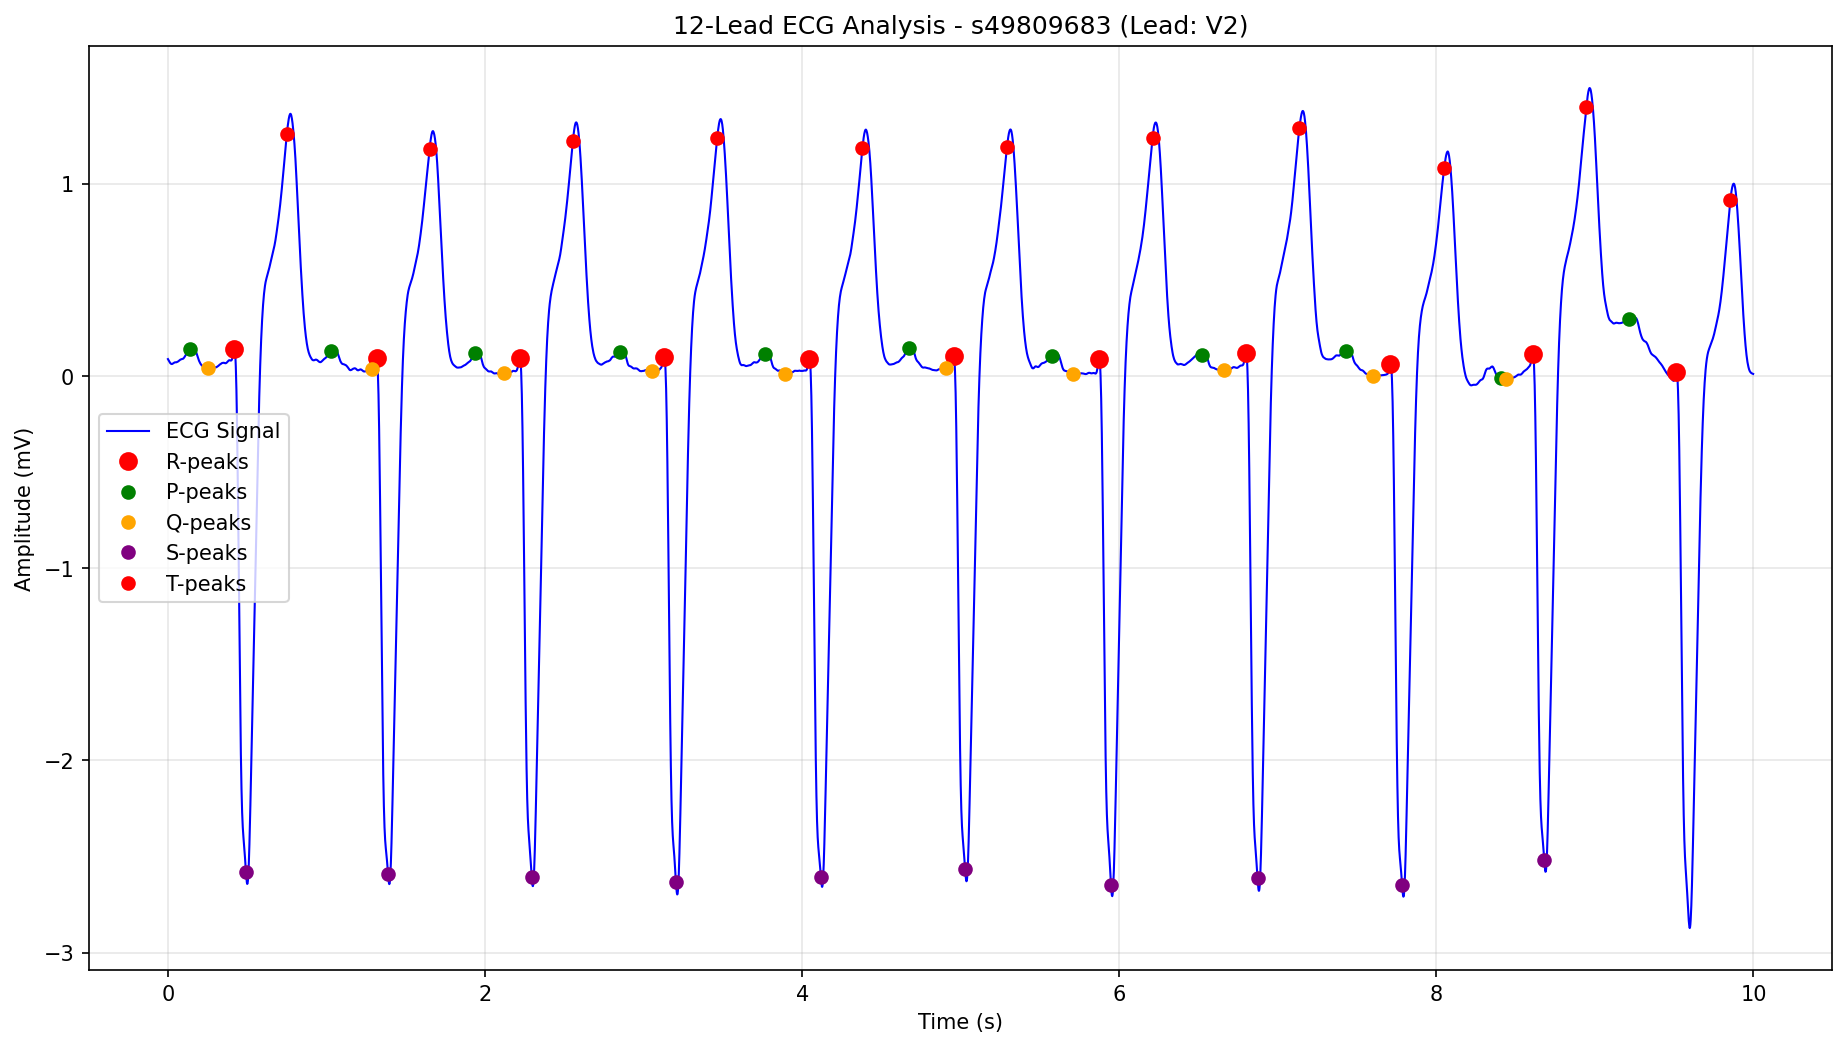 12-Lead ECG Analysis - s49809683 (Lead: V2)
Amplitude (mV)
1
0
−1
−2
−3
ECG Signal
R-peaks
P-peaks
Q-peaks
S-peaks
T-peaks
0 2 4 6 8 10
Time (s)